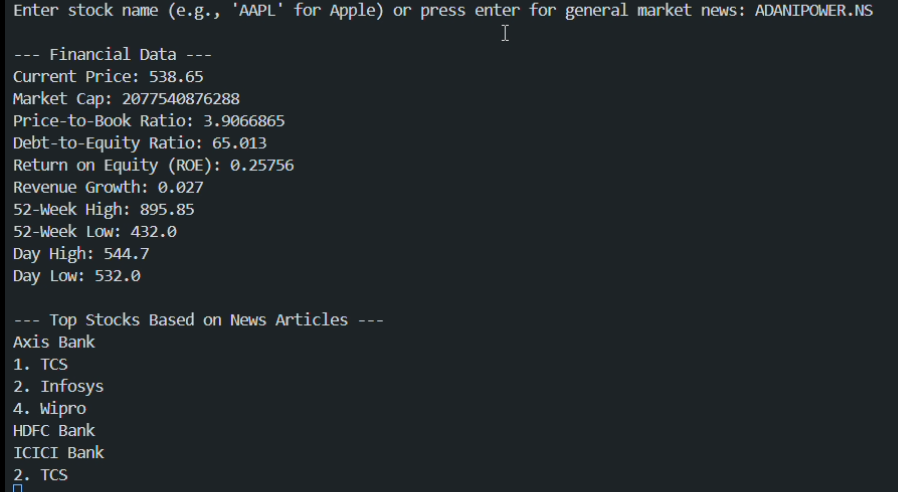 Enter stock name (e.g., 'AAPL' for Apple) or press enter for general market news: ADANIPOWER.NS
--- Financial Data ---
Current Price: 538.65
Market Cap: 2077540876288
Price-to-Book Ratio: 3.9066865
Debt-to-Equity Ratio: 65.013
Return on Equity (ROE): 0.25756
Revenue Growth: 0.027
52-Week High: 895.85
52-Week Low: 432.0
Day High: 544.7
Day Low: 532.0
--- Top Stocks Based on News Articles ---
Axis Bank
1. TCS
2. Infosys
4. Wipro
HDFC Bank
ICICI Bank
2. TCS